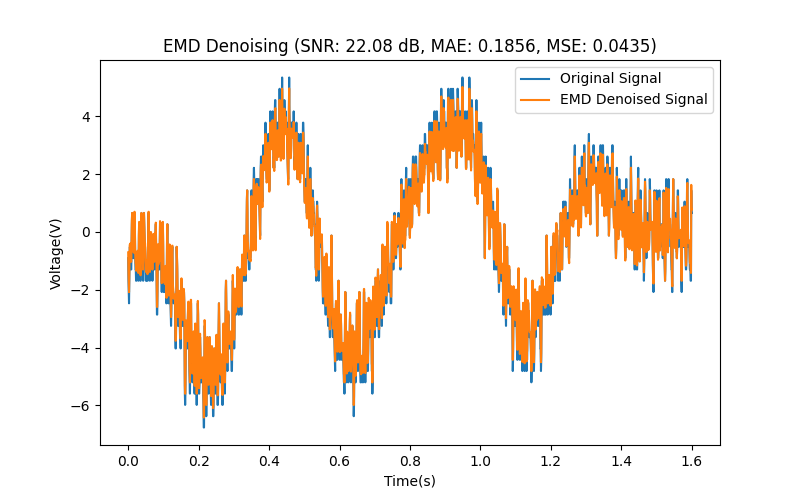 EMD Denoising (SNR: 22.08 dB, MAE: 0.1856, MSE: 0.0435)
Original Signal
EMD Denoised Signal
4
2
0
−2
−4
−6
Voltage(V)
0.0 0.2 0.4 0.6 0.8 1.0 1.2 1.4 1.6
Time(s)